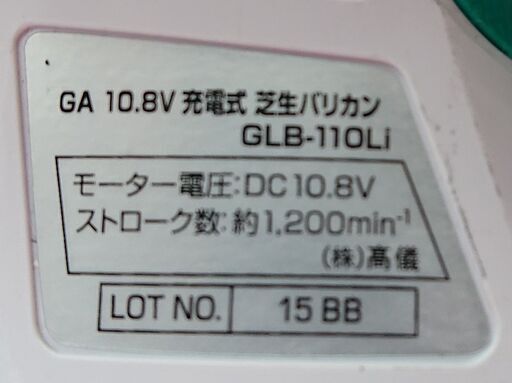 GA 10.8V 充電式 芝生バリカン
GLB-110Li
モーター電圧:DC10.8V
ストローク数:約1,200min⁻¹
(株)髙儀
LOT NO. 15 BB